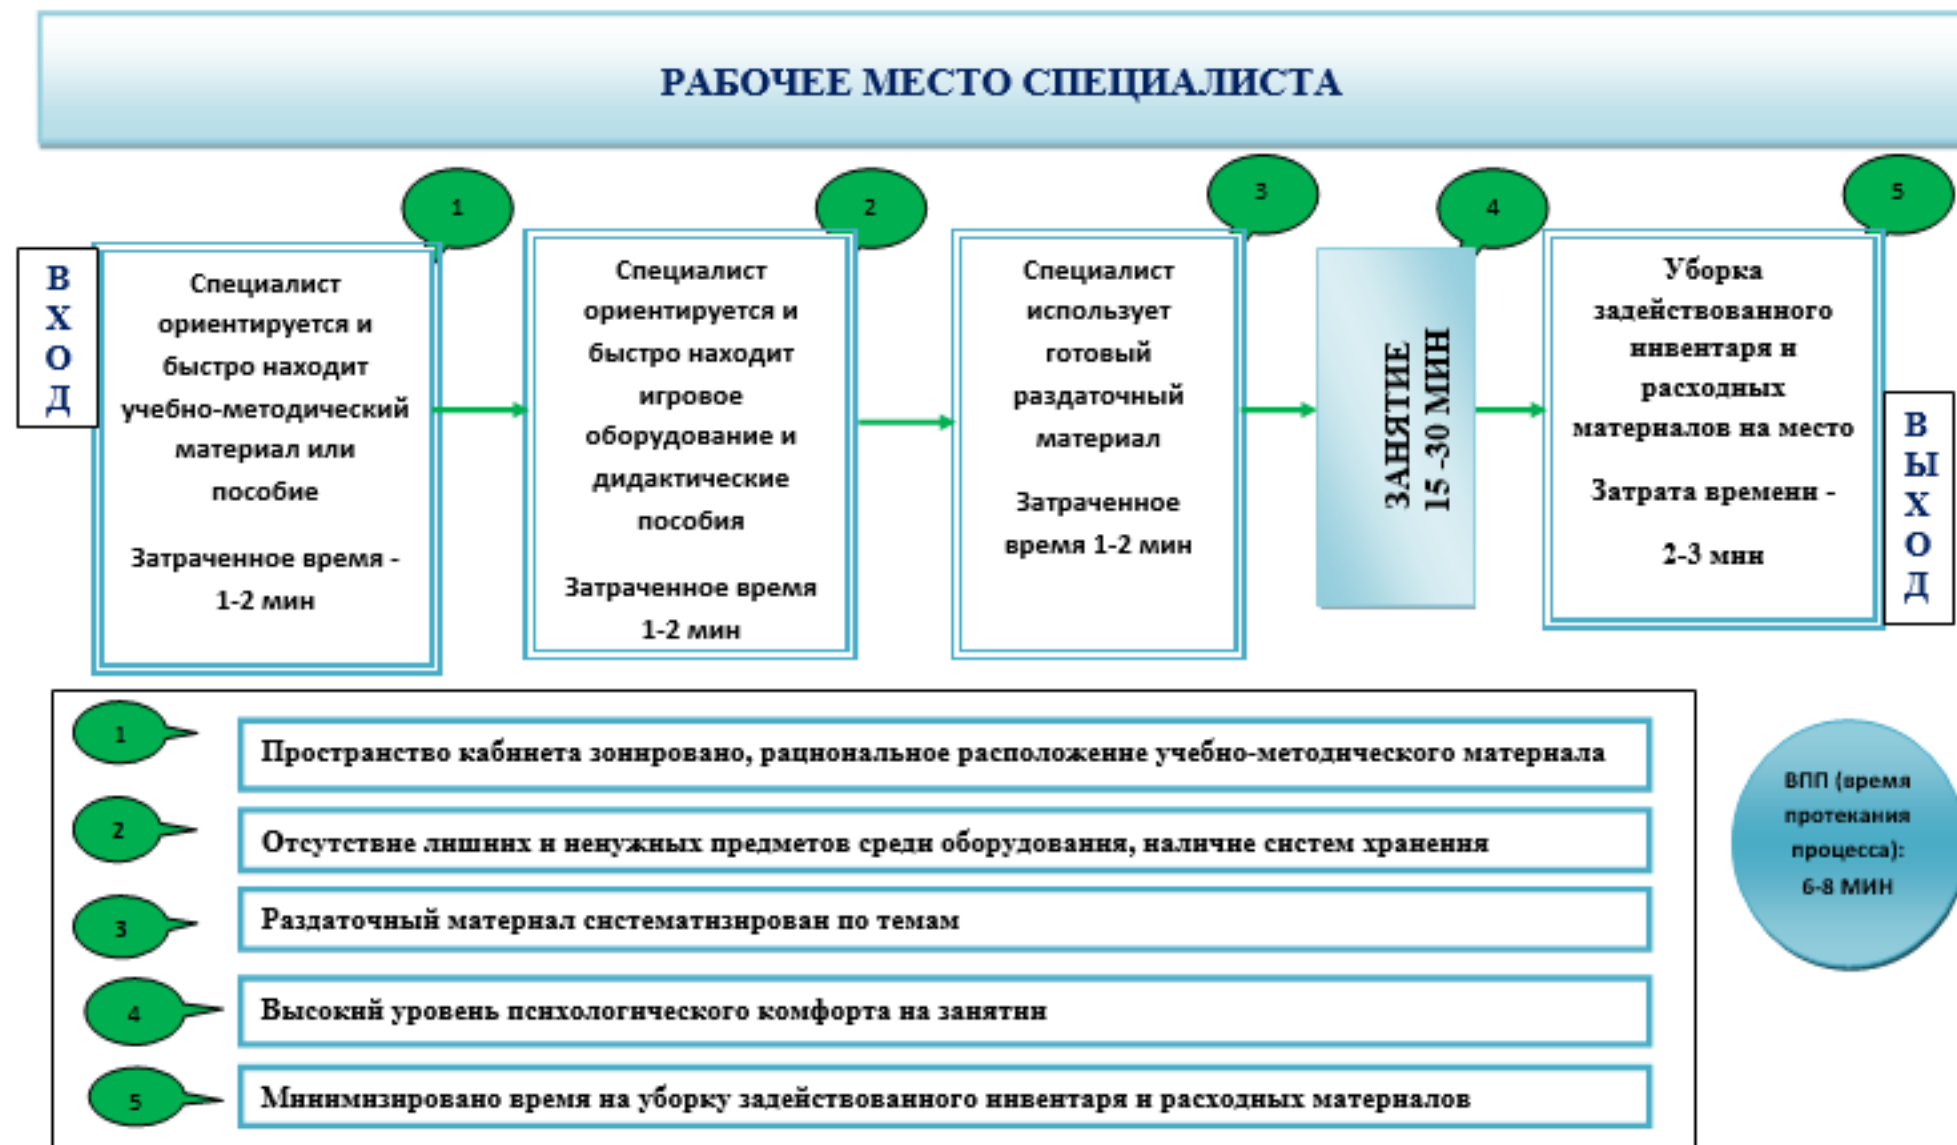 РАБОЧЕЕ МЕСТО СПЕЦИАЛИСТА
1
2
3
4
5
ВХОД
Специалист
ориентируется и
быстро находит
учебно-методический
материал или
пособие
Затраченное время -
1-2 мин
Специалист
ориентируется и
быстро находит
игровое
оборудование и
дидактические
пособия
Затраченное время
1-2 мин
Специалист
использует
готовый
раздаточный
материал
Затраченное
время 1-2 мин
ЗАНЯТИЕ
15 -30 МИН
Уборка
задействованного
инвентаря и
расходных
материалов на место
Затрата времени -
2-3 мин
ВЫХОД
1
Пространство кабинета зонировано, рациональное расположение учебно-методического материала
2
Отсутствие лишних и ненужных предметов среди оборудования, наличие систем хранения
3
Раздаточный материал систематизирован по темам
4
Высокий уровень психологического комфорта на занятии
5
Минимизировано время на уборку задействованного инвентаря и расходных материалов
ВПП (время
протекания
процесса):
6-8 МИН